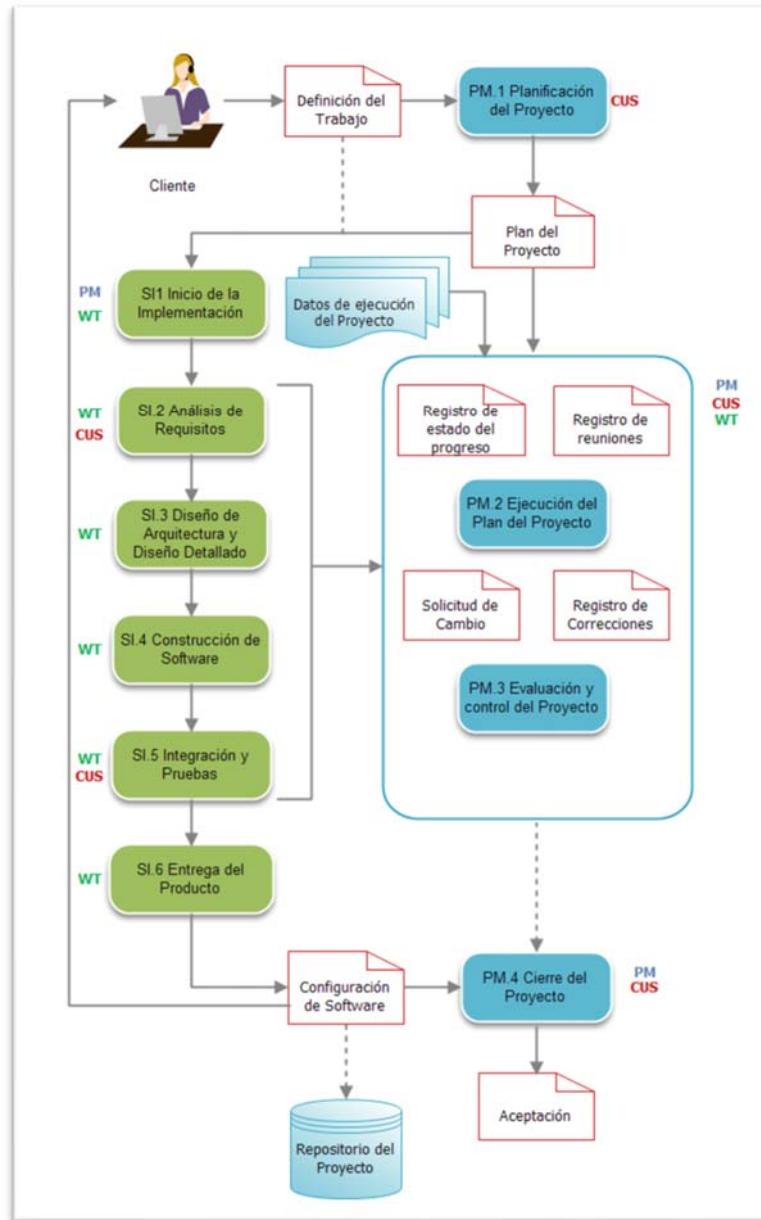 Cliente
Definición del
Trabajo
PM.1 Planificación
del Proyecto
CUS
Plan del
Proyecto
PM
WT
SI1 Inicio de la
Implementación
Datos de ejecución
del Proyecto
WT
CUS
SI.2 Análisis de
Requisitos
WT
SI.3 Diseño de
Arquitectura y
Diseño Detallado
WT
SI.4 Construcción de
Software
WT
CUS
SI.5 Integración y
Pruebas
WT
SI.6 Entrega del
Producto
PM
CUS
WT
Registro de
estado del
progreso
Registro de
reuniones
PM.2 Ejecución del
Plan del Proyecto
Solicitud de
Cambio
Registro de
Correcciones
PM.3 Evaluación y
control del Proyecto
Configuración
de Software
PM.4 Cierre del
Proyecto
PM
CUS
Repositorio del
Proyecto
Aceptación